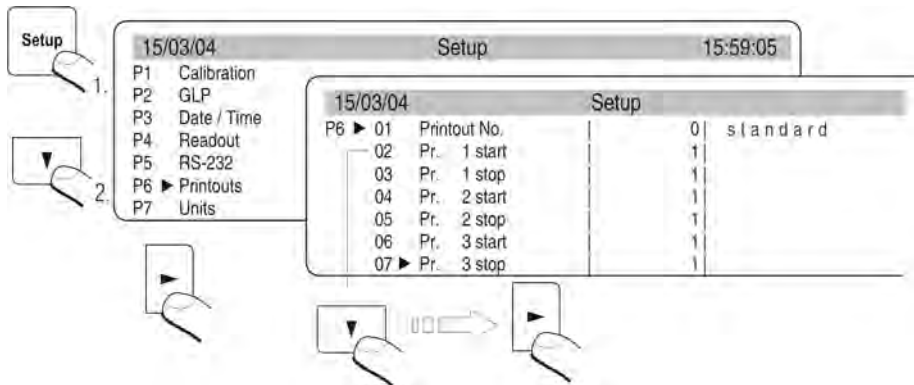 Setup
1.
2.
15/03/04 Setup 15:59:05
P1 Calibration
P2 GLP
P3 Date / Time
P4 Readout
P5 RS-232
P6 ► Printouts
P7 Units
15/03/04 Setup
P6 ► 01 Printout No. | 0 | standard
02 Pr. 1 start | 1 |
03 Pr. 1 stop | 1 |
04 Pr. 2 start | 1 |
05 Pr. 2 stop | 1 |
06 Pr. 3 start | 1 |
07 ► Pr. 3 stop | 1 |